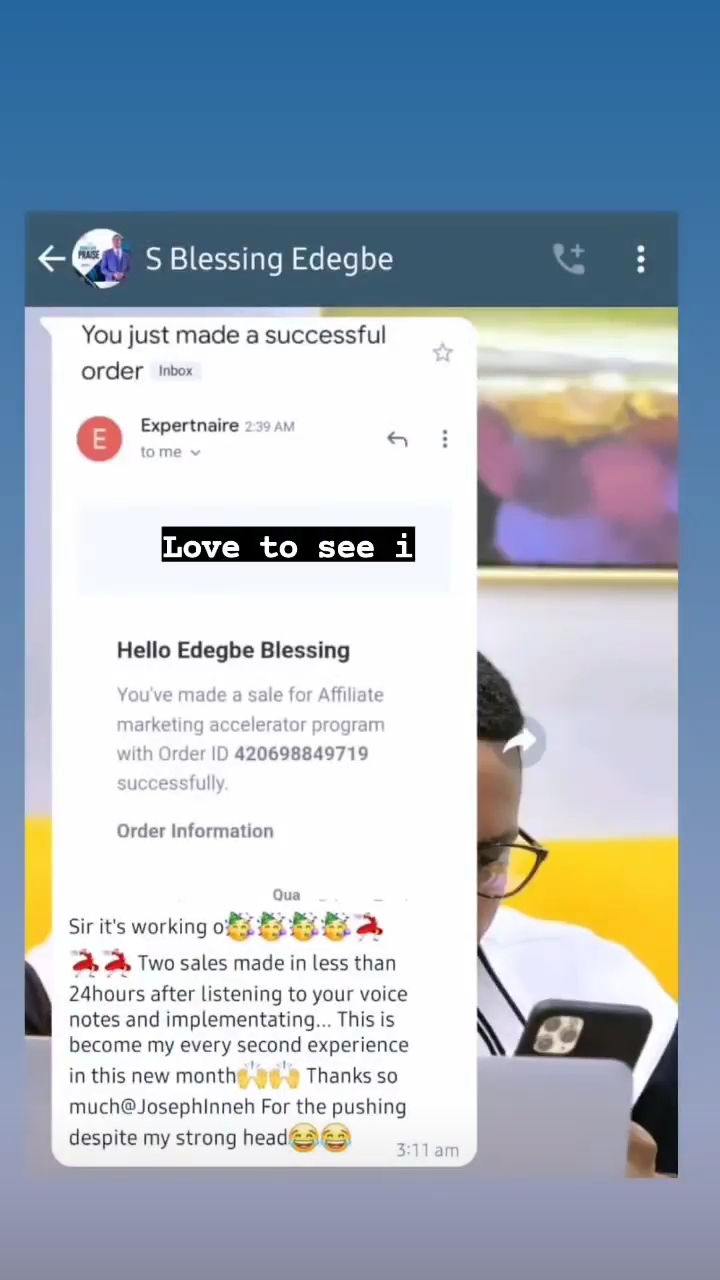 S Blessing Edegbe
PRAISE
You just made a successful
order Inbox
E
Expertnaire 2:39 AM
to me
Love to see i
Hello Edegbe Blessing
You've made a sale for Affiliate
marketing accelerator program
with Order ID 420698849719
successfully.
Order Information
Qua
Sir it's working o🥳🥳🥳🥳💃
💃💃 Two sales made in less than
24hours after listening to your voice
notes and implementating... This is
become my every second experience
in this new month🙌🙌 Thanks so
much@JosephInneh For the pushing
despite my strong head😂😂
3:11 am